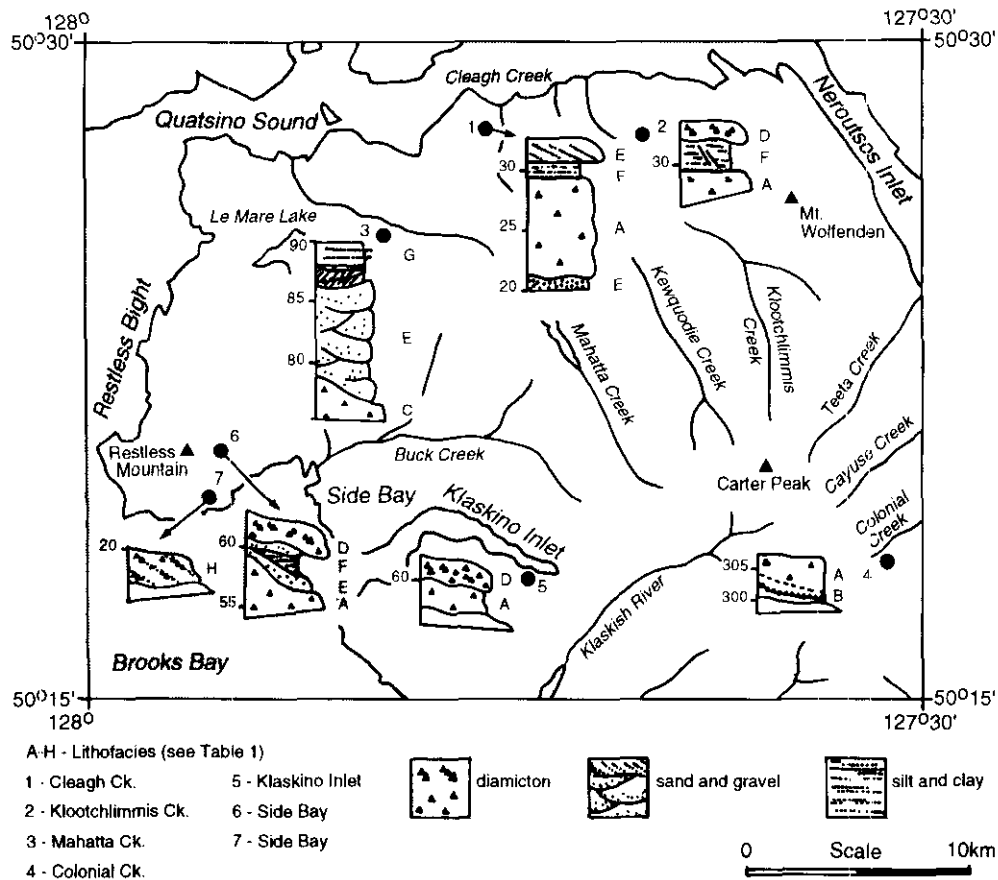 128⁰
127⁰30'
50⁰30'
50⁰30'
Cleagh Creek
Quatsino Sound
Neroutsos Inlet
1
2
D
F
A
30
E
F
A
E
30
25
20
Mt.
Wolfenden
Le Mare Lake
3
90
85
80
G
E
C
Restless Bight
Mahatta Creek
Kewquodie Creek
Klootchlimmis
Creek
Teeta Creek
Cayuse Creek
Colonial
Creek
Restless
Mountain
6
7
Buck Creek
Side Bay
Klaskino Inlet
Carter Peak
20
H
60
55
D
F
E
A
60
D
A
5
Klaskish River
305
300
A
B
4
Brooks Bay
50⁰15'
50⁰15'
128⁰
127⁰30'
A-H - Lithofacies (see Table 1)
1 - Cleagh Ck.
2 - Klootchlimmis Ck.
3 - Mahatta Ck.
4 - Colonial Ck.
5 - Klaskino Inlet
6 - Side Bay
7 - Side Bay
diamicton
sand and gravel
silt and clay
0 Scale 10km